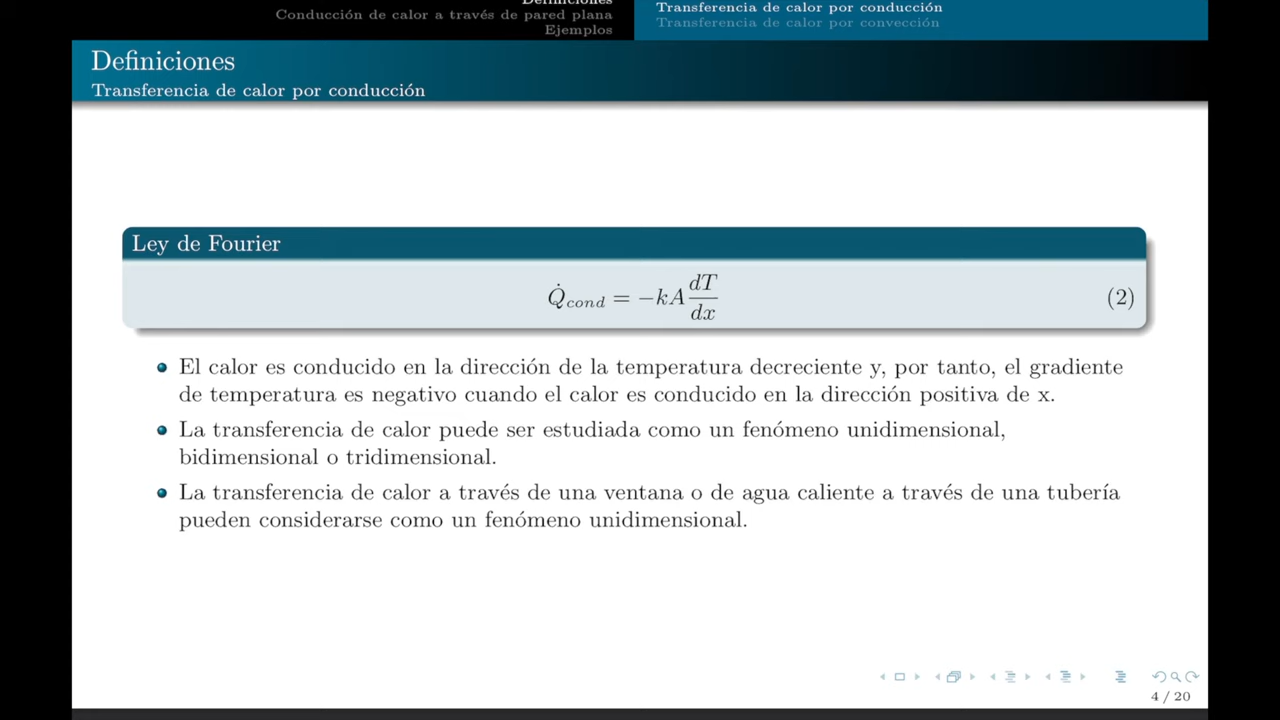 Definiciones
Conducción de calor a través de pared plana
Ejemplos
Transferencia de calor por conducción
Transferencia de calor por convección
Definiciones
Transferencia de calor por conducción
Ley de Fourier
Q̇_cond = −kA dT/dx (2)
El calor es conducido en la dirección de la temperatura decreciente y, por tanto, el gradiente
de temperatura es negativo cuando el calor es conducido en la dirección positiva de x.
La transferencia de calor puede ser estudiada como un fenómeno unidimensional,
bidimensional o tridimensional.
La transferencia de calor a través de una ventana o de agua caliente a través de una tubería
pueden considerarse como un fenómeno unidimensional.
4 / 20